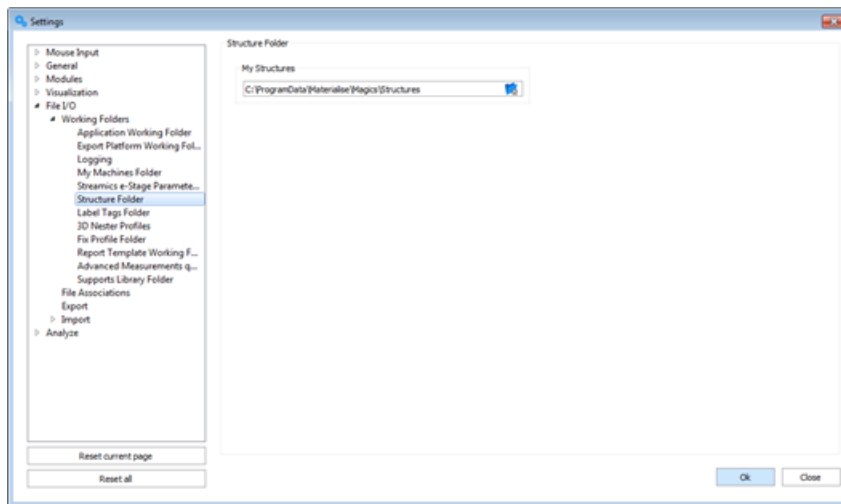 Settings
Mouse Input
General
Modules
Visualization
File I/O
Working Folders
Application Working Folder
Export Platform Working Fol...
Logging
My Machines Folder
Streamics e-Stage Paramete...
Structure Folder
Label Tags Folder
3D Nester Profiles
Fix Profile Folder
Report Template Working F...
Advanced Measurements q...
Supports Library Folder
File Associations
Export
Import
Analyze
Reset current page
Reset all
Structure Folder
My Structures
C:\ProgramData\Materialise\Magics\Structures
Ok
Close